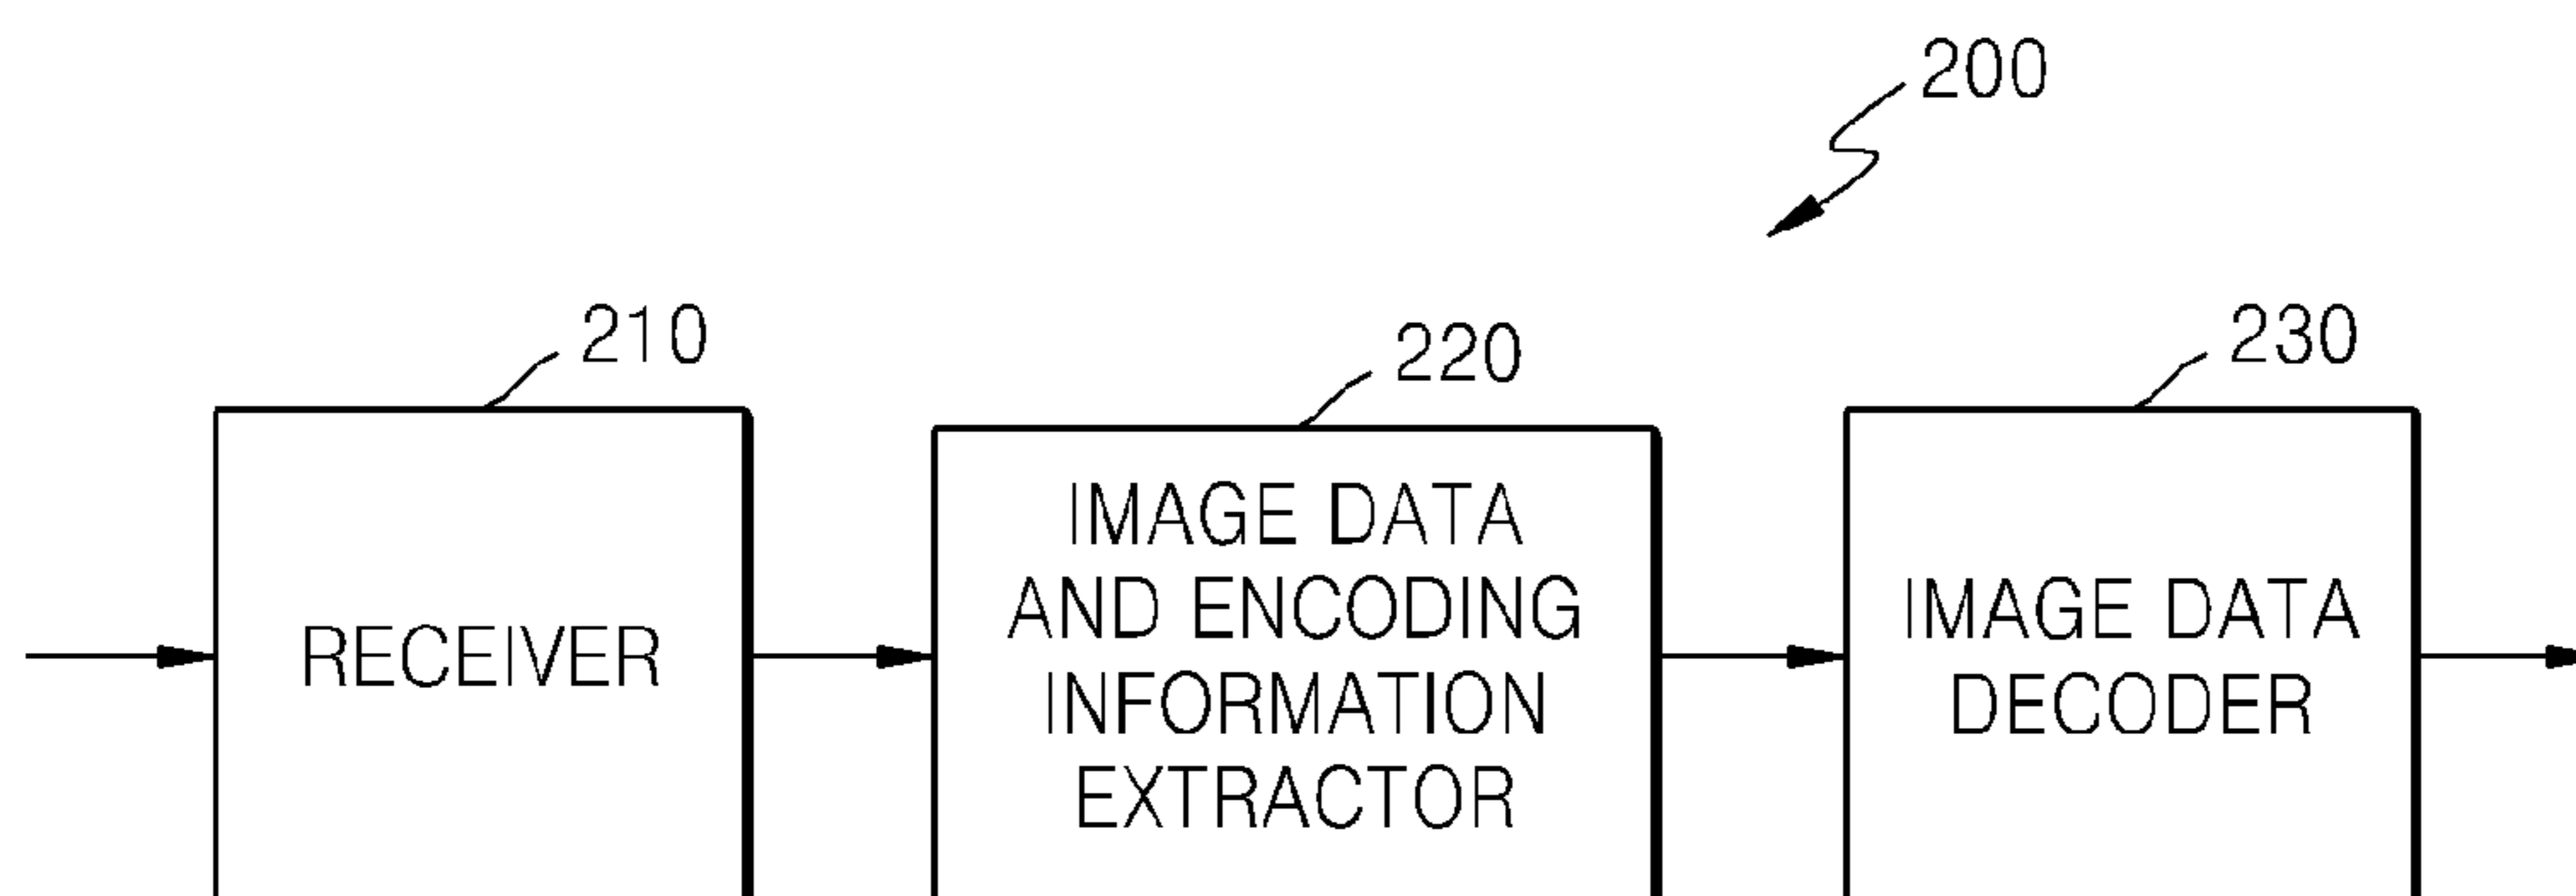 200
210
220
230
RECEIVER
IMAGE DATA
AND ENCODING
INFORMATION
EXTRACTOR
IMAGE DATA
DECODER